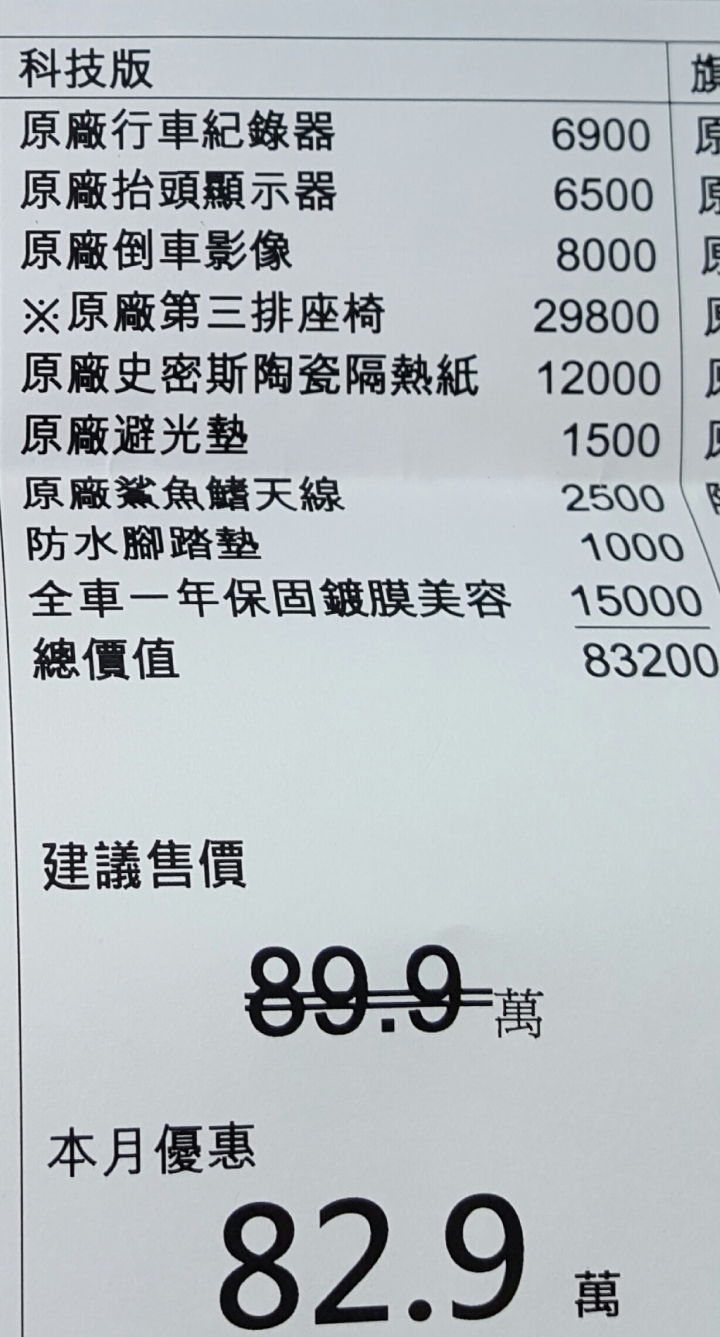 科技版 旗
原廠行車紀錄器 6900
原廠抬頭顯示器 6500
原廠倒車影像 8000
※原廠第三排座椅 29800
原廠史密斯陶瓷隔熱紙 12000
原廠避光墊 1500
原廠鯊魚鰭天線 2500
防水腳踏墊 1000
全車一年保固鍍膜美容 15000
總價值 83200
建議售價
89.9萬
本月優惠
82.9 萬